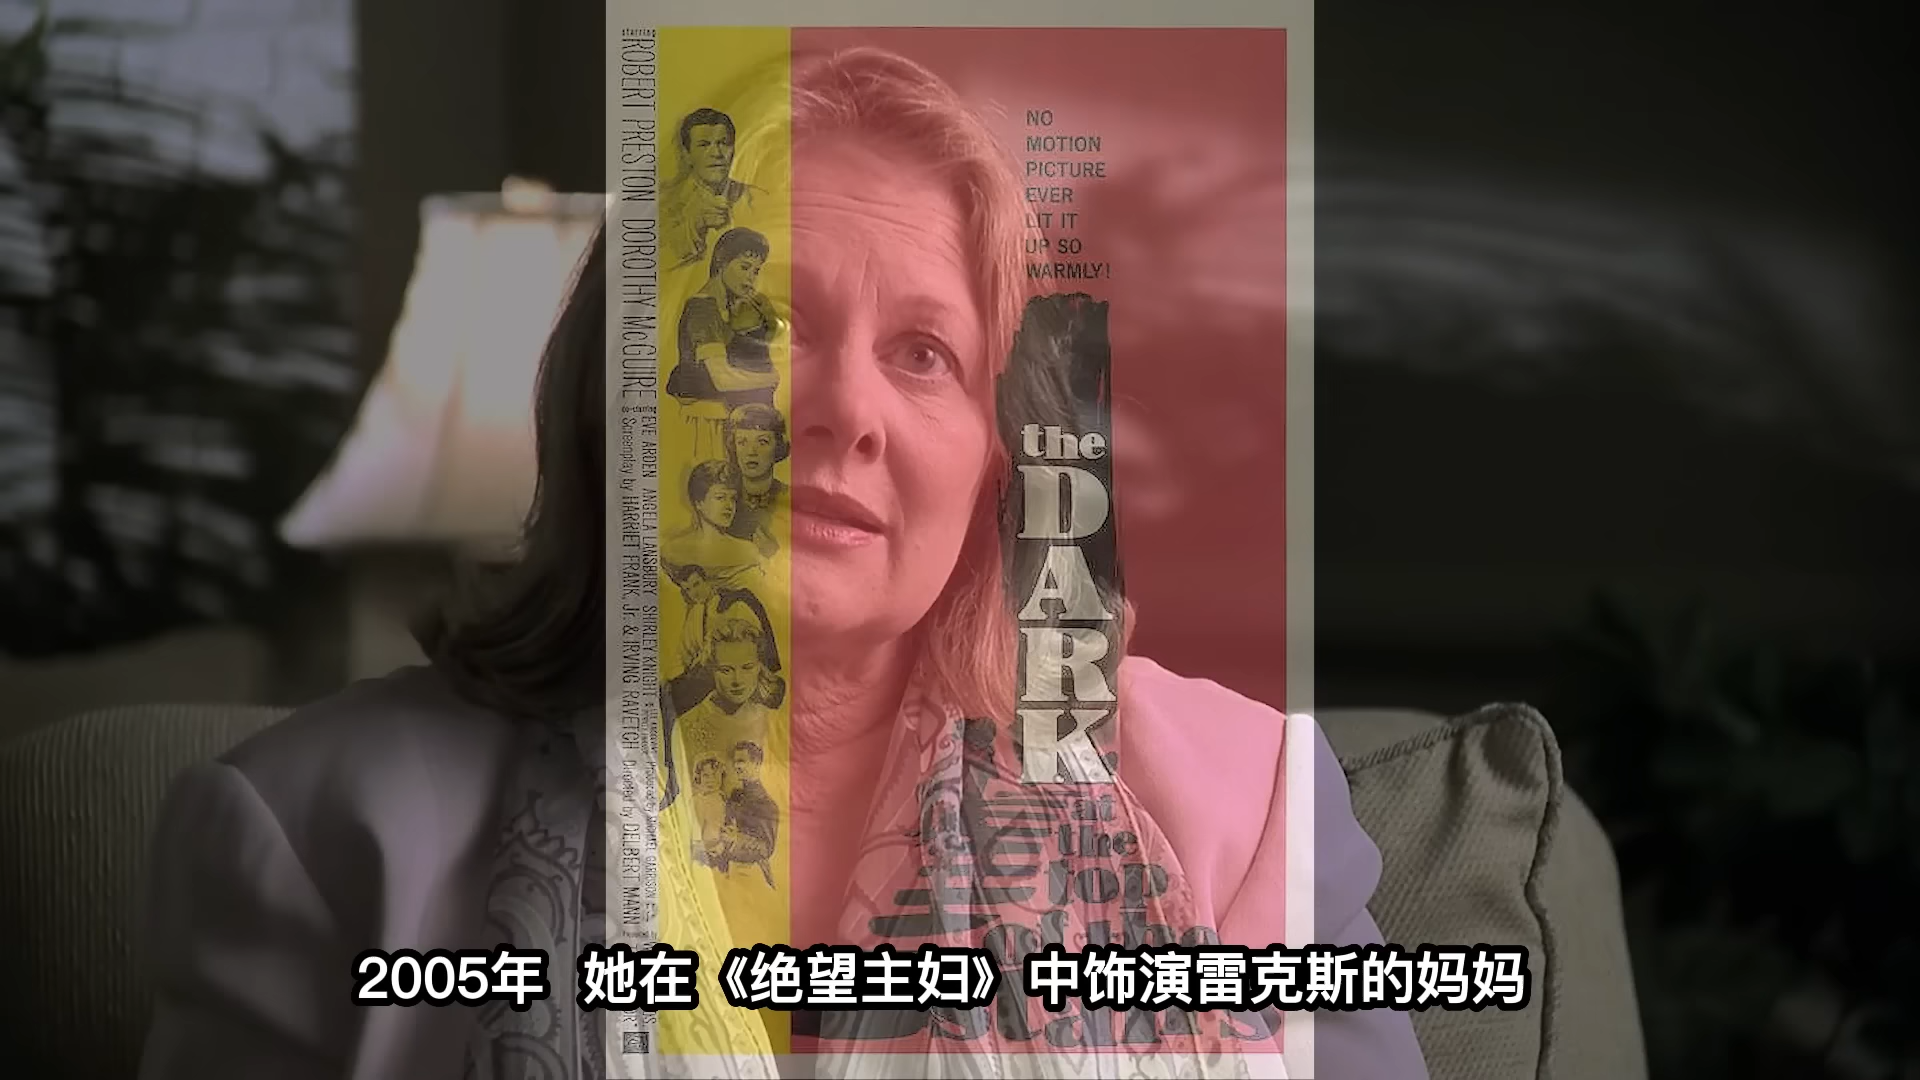 starring
ROBERT PRESTON DOROTHY McGUIRE
co-starring EVE ARDEN ANGELA LANSBURY SHIRLEY KNIGHT
Screenplay by HARRIET FRANK, Jr. & IRVING RAVETCH Directed by DELBERT MANN
NO
MOTION
PICTURE
EVER
LIT IT
UP SO
WARMLY!
the
DARK
at
the
top
of the
stairs
2005年 她在《绝望主妇》中饰演雷克斯的妈妈